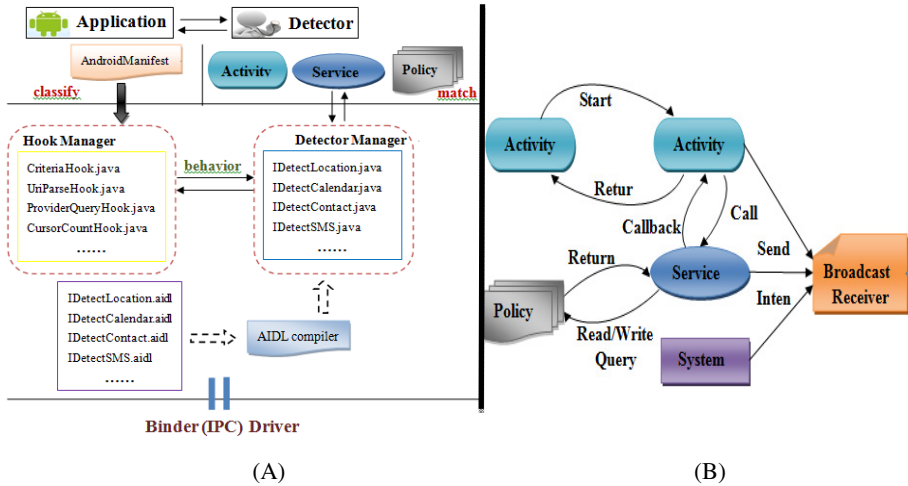 Application
Detector
AndroidManifest
Activity
Service
Policy
classify
match
Hook Manager
CriteriaHook.java
UriParseHook.java
ProviderQueryHook.java
CursorCountHook.java
......
behavior
Detector Manager
IDetectLocation.java
IDetectCalendar.java
IDetectContact.java
IDetectSMS.java
......
IDetectLocation.aidl
IDetectCalendar.aidl
IDetectContact.aidl
IDetectSMS.aidl
......
AIDL compiler
Binder (IPC) Driver
(A)
Start
Activity
Activity
Retur
Callback
Call
Return
Service
Send
Broadcast
Receiver
Policy
Inten
Read/Write
Query
System
(B)